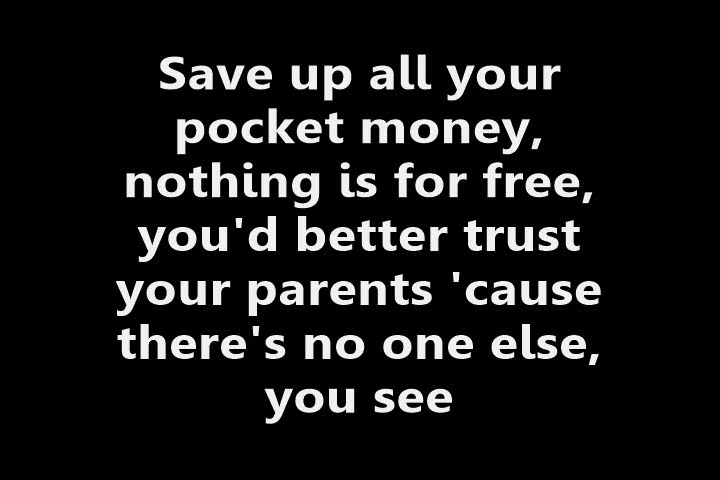 Save up all your
pocket money,
nothing is for free,
you'd better trust
your parents 'cause
there's no one else,
you see